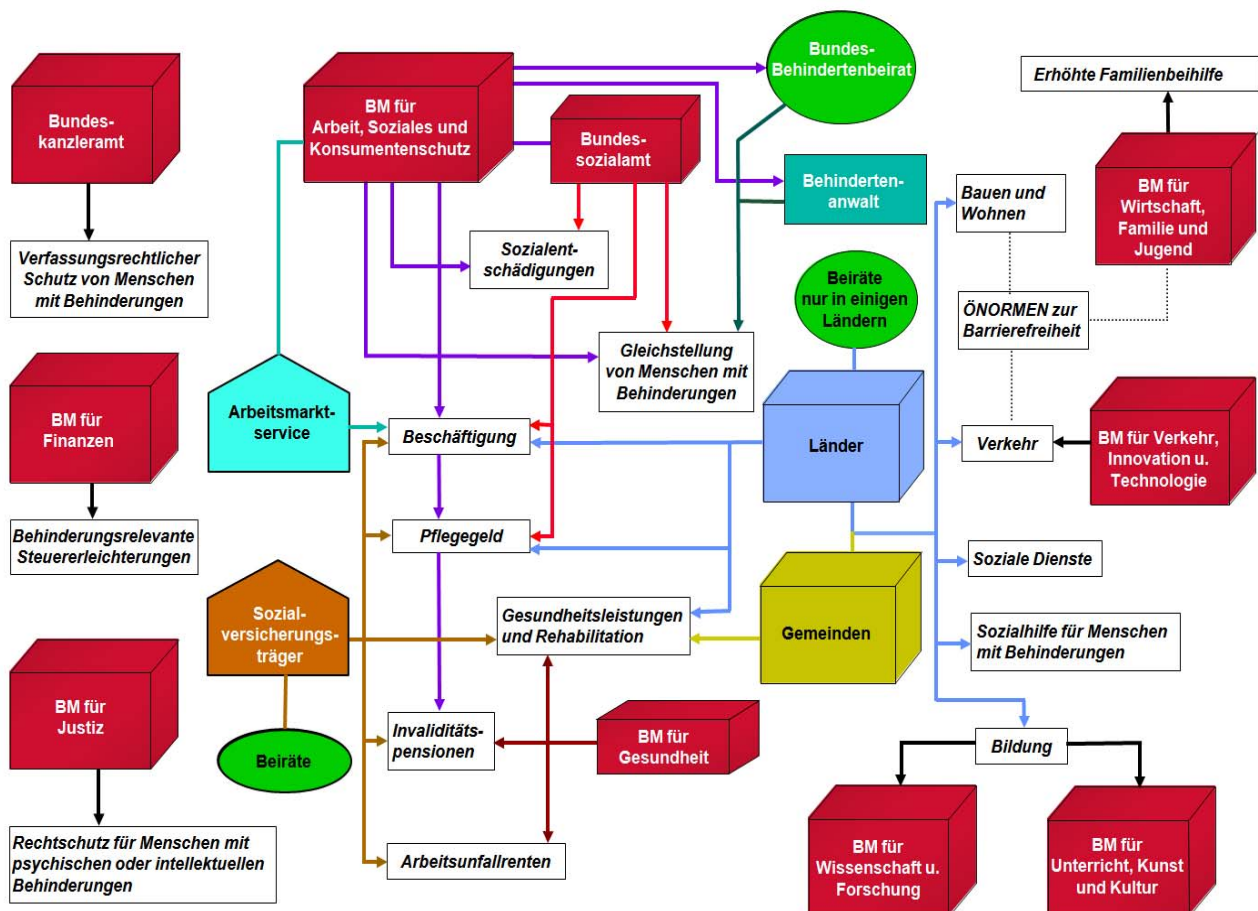 Bundes-
kanzleramt
Verfassungsrechtlicher
Schutz von Menschen
mit Behinderungen
BM für
Finanzen
Behinderungsrelevante
Steuererleichterungen
BM für
Justiz
Rechtschutz für Menschen mit
psychischen oder intellektuellen
Behinderungen
BM für
Arbeit, Soziales und
Konsumentenschutz
Bundes-
sozialamt
Bundes-
Behindertenbeirat
Behinderten-
anwalt
Sozialent-
schädigungen
Gleichstellung
von Menschen mit
Behinderungen
Beiräte
nur in einigen
Ländern
Arbeitsmarkt-
service
Beschäftigung
Länder
Pflegegeld
Sozial-
versicherungs-
träger
Gesundheitsleistungen
und Rehabilitation
Gemeinden
Beiräte
Invaliditäts-
pensionen
BM für
Gesundheit
Arbeitsunfallrenten
Erhöhte Familienbeihilfe
BM für
Wirtschaft,
Familie und
Jugend
Bauen und
Wohnen
ÖNORMEN zur
Barrierefreiheit
Verkehr
BM für Verkehr,
Innovation u.
Technologie
Soziale Dienste
Sozialhilfe für Menschen
mit Behinderungen
Bildung
BM für
Wissenschaft u.
Forschung
BM für
Unterricht, Kunst
und Kultur